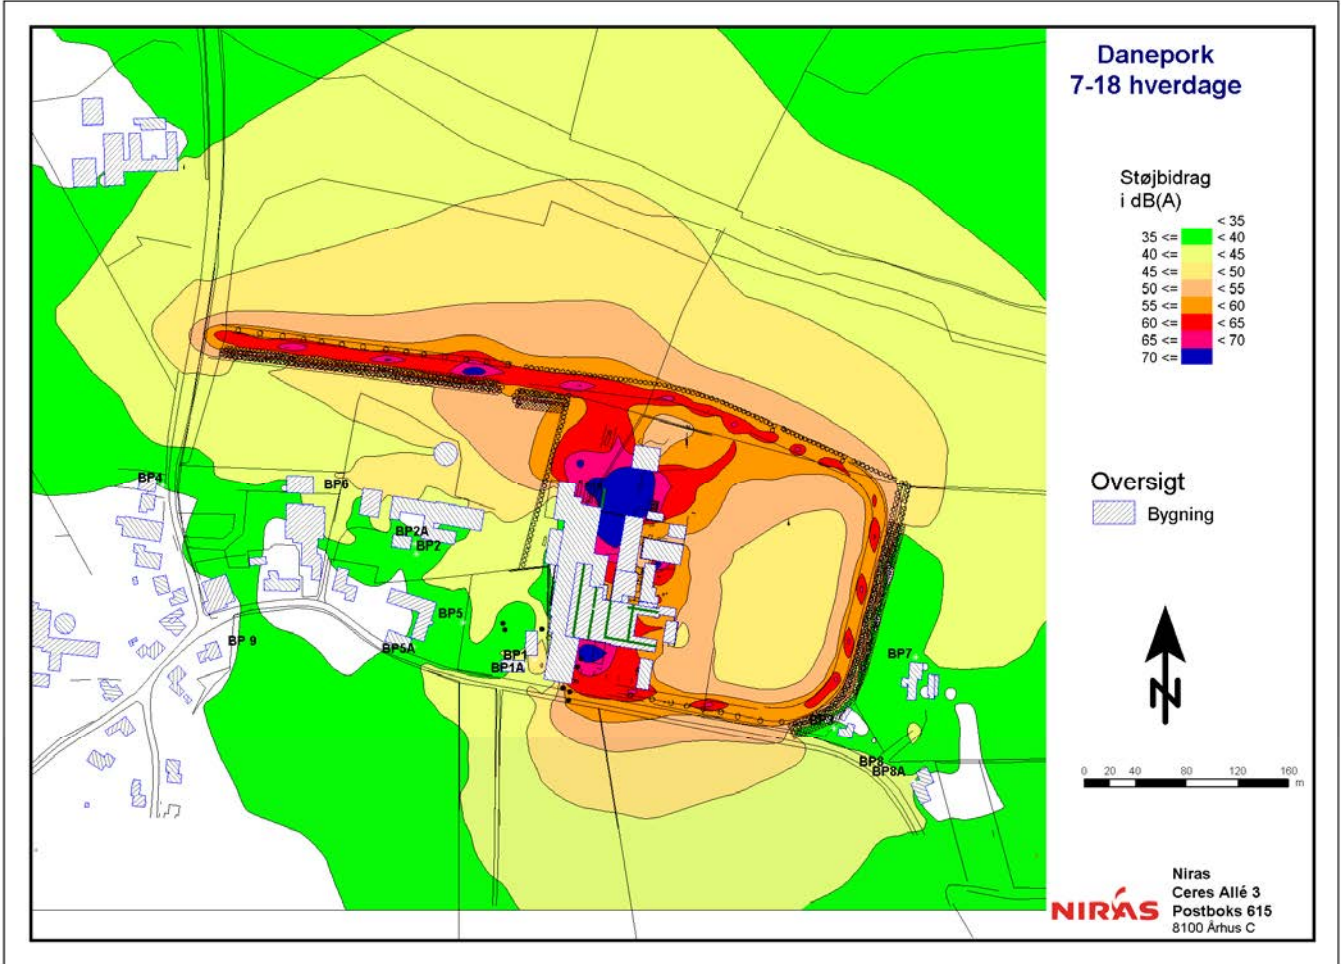 Danepork
7-18 hverdage
Støjbidrag
i dB(A)
< 35
35 <= < 40
40 <= < 45
45 <= < 50
50 <= < 55
55 <= < 60
60 <= < 65
65 <= < 70
70 <=
Oversigt
Bygning
N
0 20 40 80 120 160
m
NIRAS
Niras
Ceres Allé 3
Postboks 615
8100 Århus C
BP4
BP6
BP2A
BP2
BP5
BP 9
BP5A
BP1
BP1A
BP7
BP3
BP8
BP8A